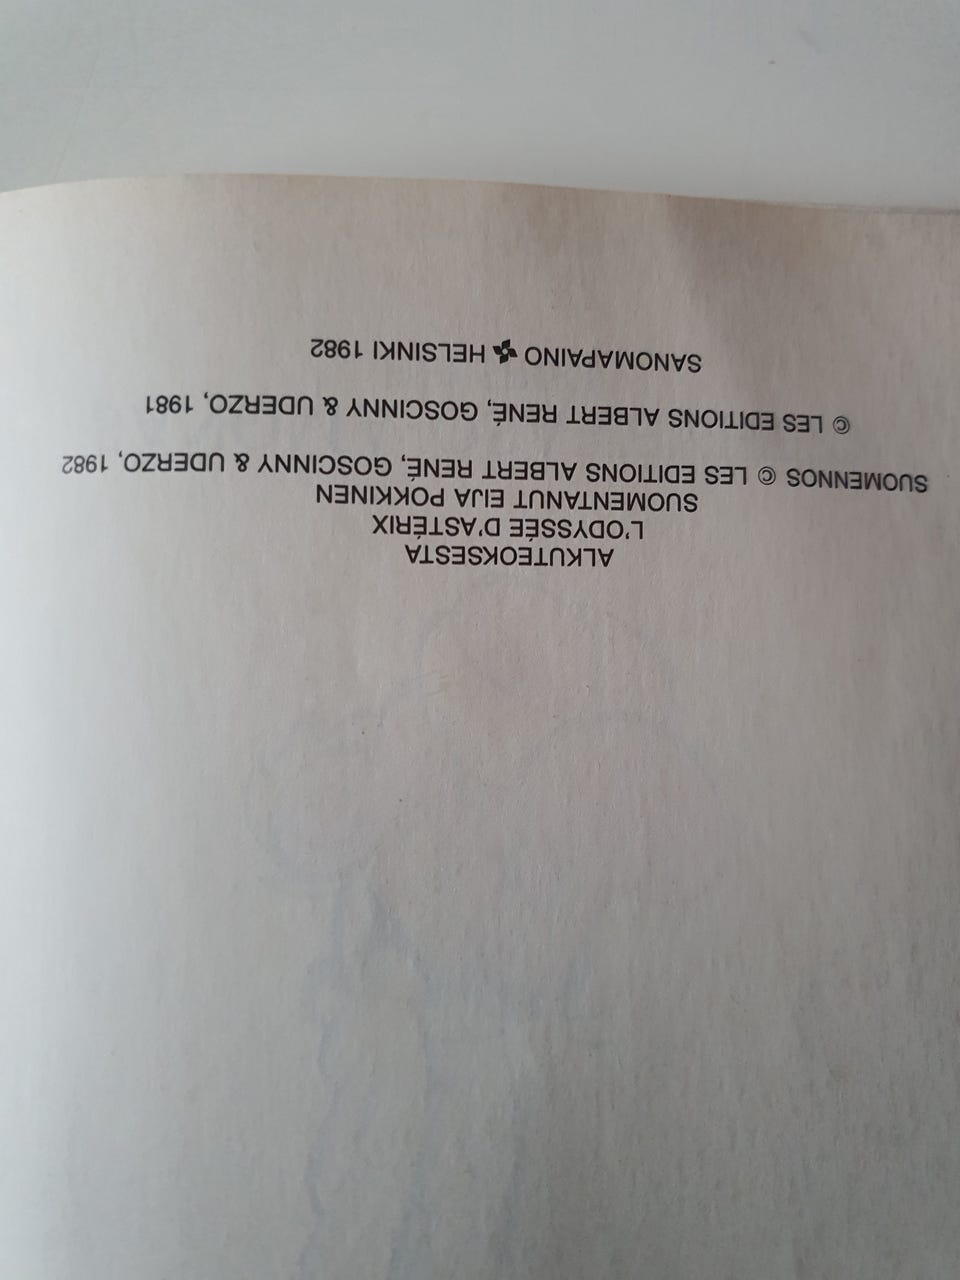 ALKUTEOKSESTA
L'ODYSSÉE D'ASTÉRIX
SUOMENTANUT EIJA POKKINEN
SUOMENNOS © LES EDITIONS ALBERT RENÉ, GOSCINNY & UDERZO, 1982
© LES EDITIONS ALBERT RENÉ, GOSCINNY & UDERZO, 1981
SANOMAPAINO HELSINKI 1982